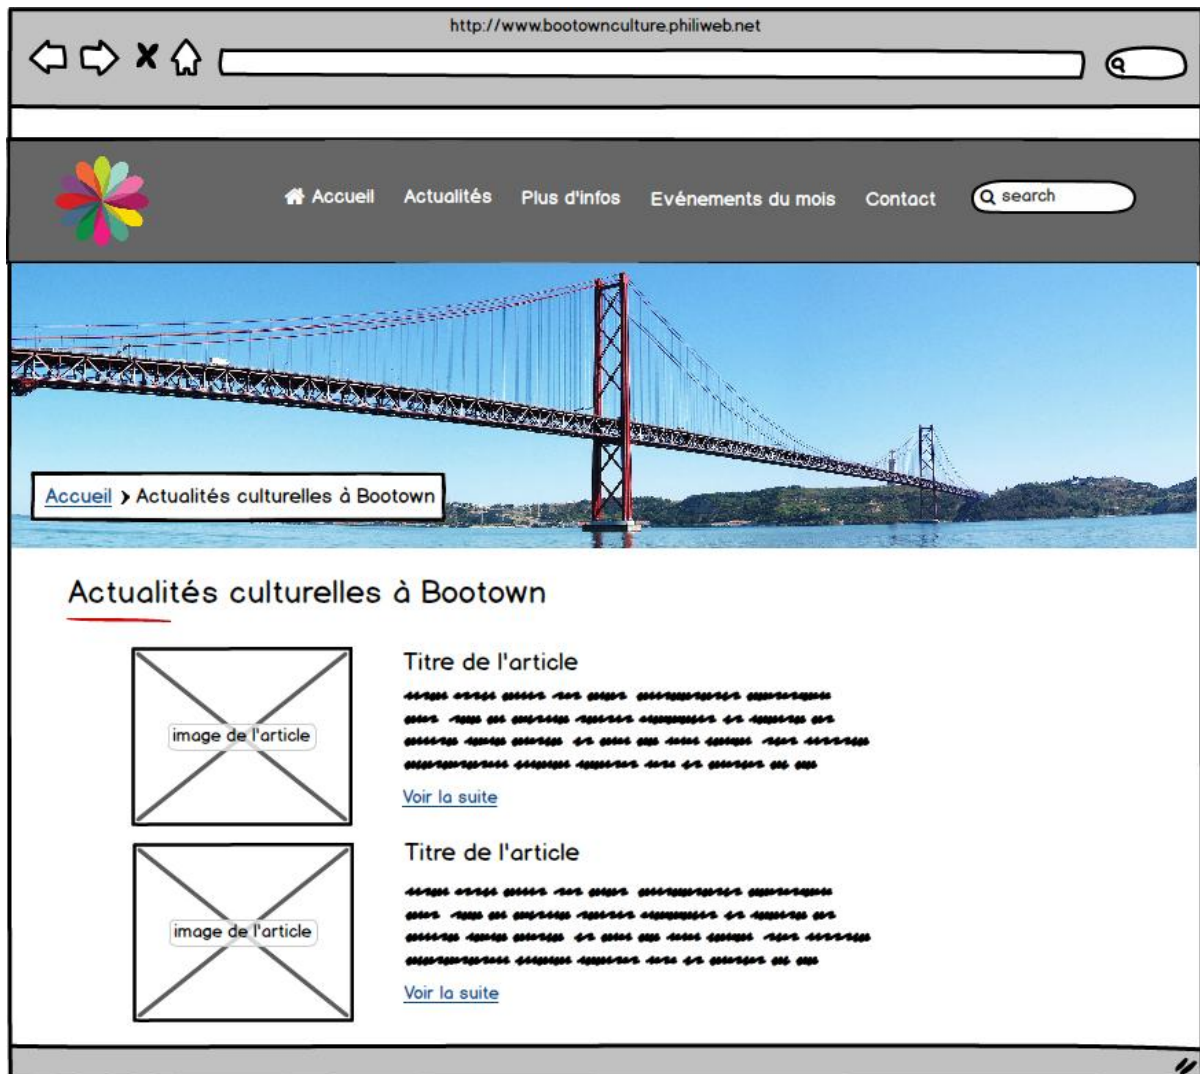 http://www.bootownculture.philiweb.net
Accueil Actualités Plus d'infos Evénements du mois Contact search
Accueil > Actualités culturelles à Bootown
Actualités culturelles à Bootown
Titre de l'article
image de l'article
Voir la suite
Titre de l'article
image de l'article
Voir la suite